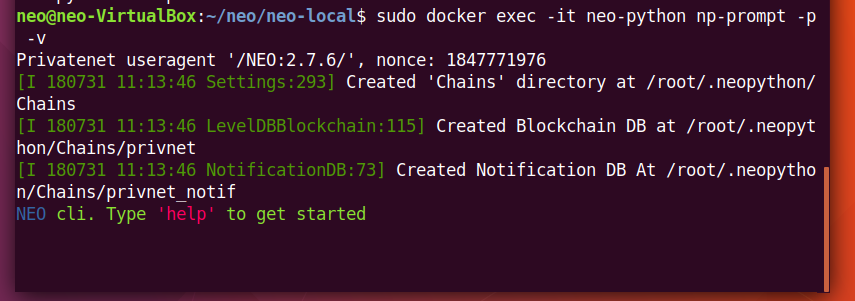 neo@neo-VirtualBox:~/neo/neo-local$ sudo docker exec -it neo-python np-prompt -p
 -v
Privatenet useragent '/NEO:2.7.6/', nonce: 1847771976
[I 180731 11:13:46 Settings:293] Created 'Chains' directory at /root/.neopython/
Chains
[I 180731 11:13:46 LevelDBBlockchain:115] Created Blockchain DB at /root/.neopyt
hon/Chains/privnet
[I 180731 11:13:46 NotificationDB:73] Created Notification DB At /root/.neopytho
n/Chains/privnet_notif
NEO cli. Type 'help' to get started